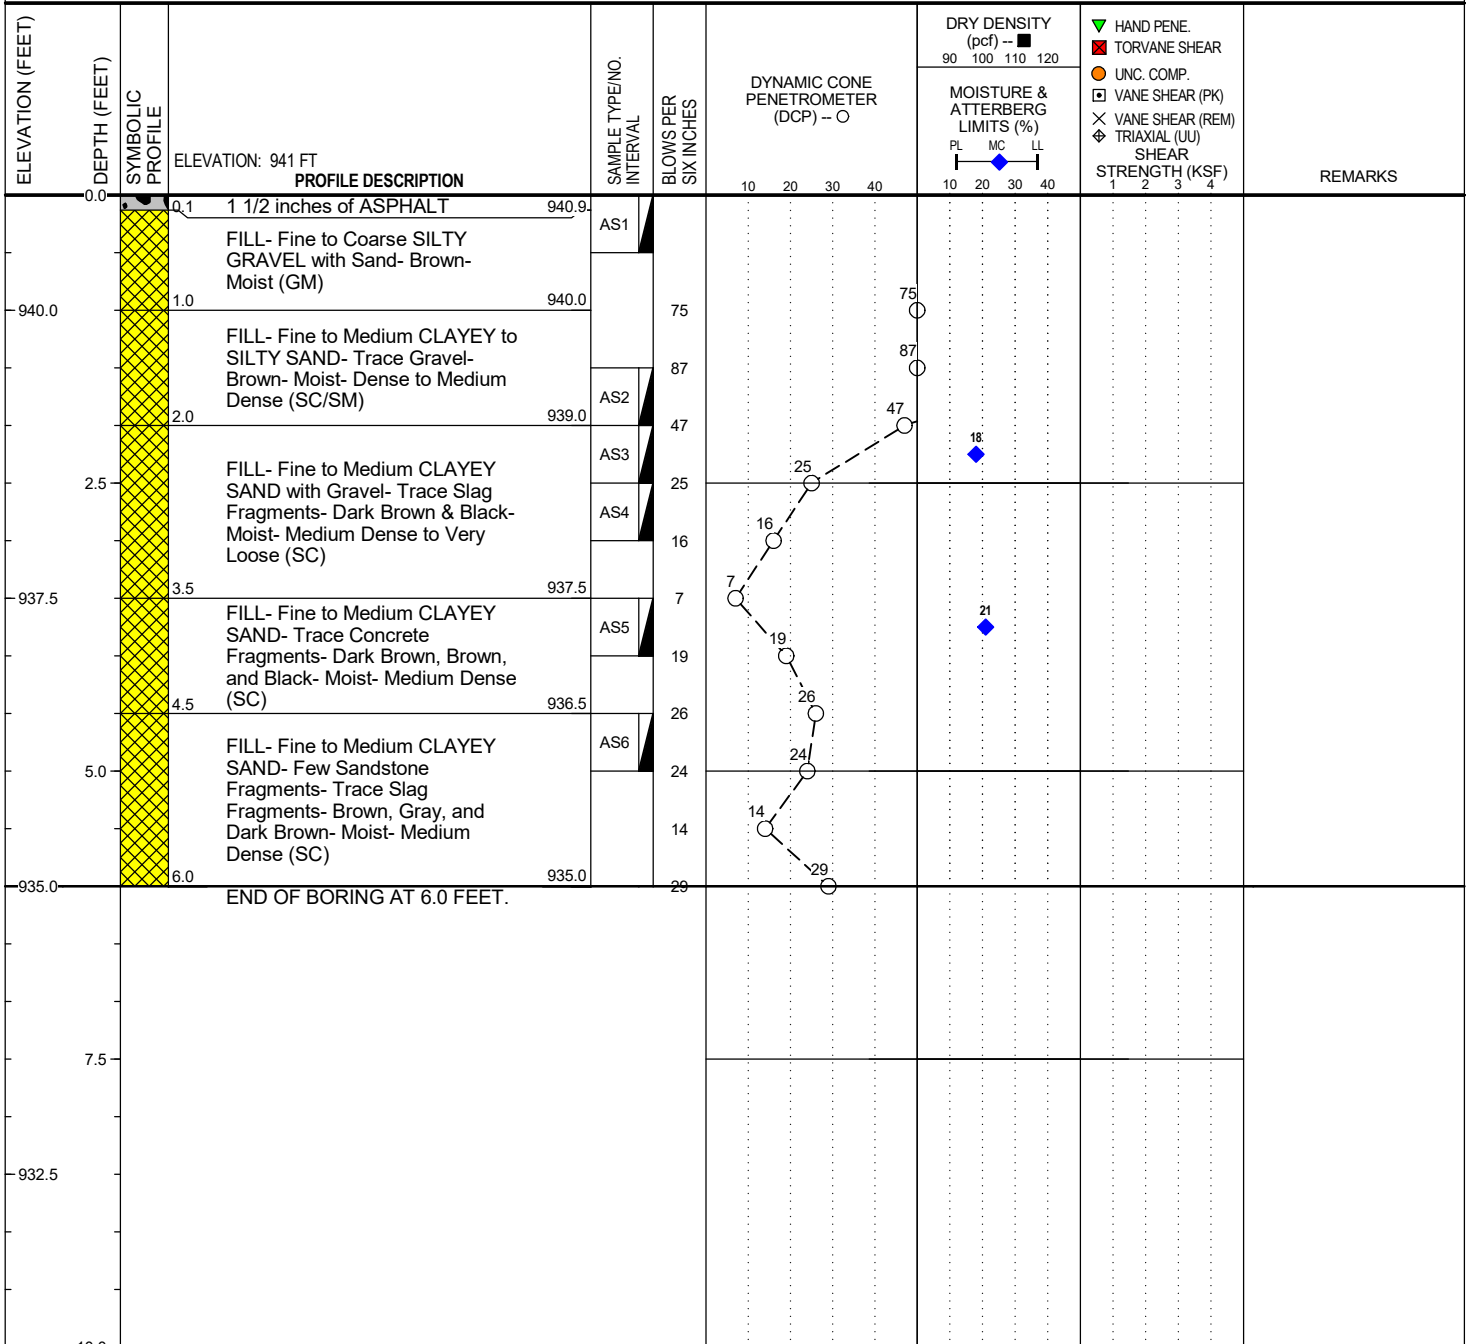 ELEVATION (FEET)
DEPTH (FEET)
SYMBOLIC
PROFILE
ELEVATION: 941 FT
PROFILE DESCRIPTION
SAMPLE TYPE/NO.
INTERVAL
BLOWS PER
SIX INCHES
DYNAMIC CONE
PENETROMETER
(DCP) -- O
10 20 30 40
DRY DENSITY
(pcf) -- ■
90 100 110 120
MOISTURE &
ATTERBERG
LIMITS (%)
PL MC LL
10 20 30 40
HAND PENE.
TORVANE SHEAR
UNC. COMP.
VANE SHEAR (PK)
VANE SHEAR (REM)
TRIAXIAL (UU)
SHEAR
STRENGTH (KSF)
1 2 3 4
REMARKS
0.0
0.1 1 1/2 inches of ASPHALT 940.9
AS1
FILL- Fine to Coarse SILTY
GRAVEL with Sand- Brown-
Moist (GM)
1.0 940.0
940.0
75 75
FILL- Fine to Medium CLAYEY to
SILTY SAND- Trace Gravel-
Brown- Moist- Dense to Medium
Dense (SC/SM)
87 87
AS2
2.0 939.0
47 47
AS3
18
FILL- Fine to Medium CLAYEY
SAND with Gravel- Trace Slag
Fragments- Dark Brown & Black-
Moist- Medium Dense to Very
Loose (SC)
2.5
25 25
AS4
16 16
3.5 937.5
937.5
7 7
FILL- Fine to Medium CLAYEY
SAND- Trace Concrete
Fragments- Dark Brown, Brown,
and Black- Moist- Medium Dense
(SC)
AS5
21
19 19
4.5 936.5
26 26
AS6
FILL- Fine to Medium CLAYEY
SAND- Few Sandstone
Fragments- Trace Slag
Fragments- Brown, Gray, and
Dark Brown- Moist- Medium
Dense (SC)
5.0
24 24
14 14
6.0 935.0
935.0
29 29
END OF BORING AT 6.0 FEET.
7.5
932.5